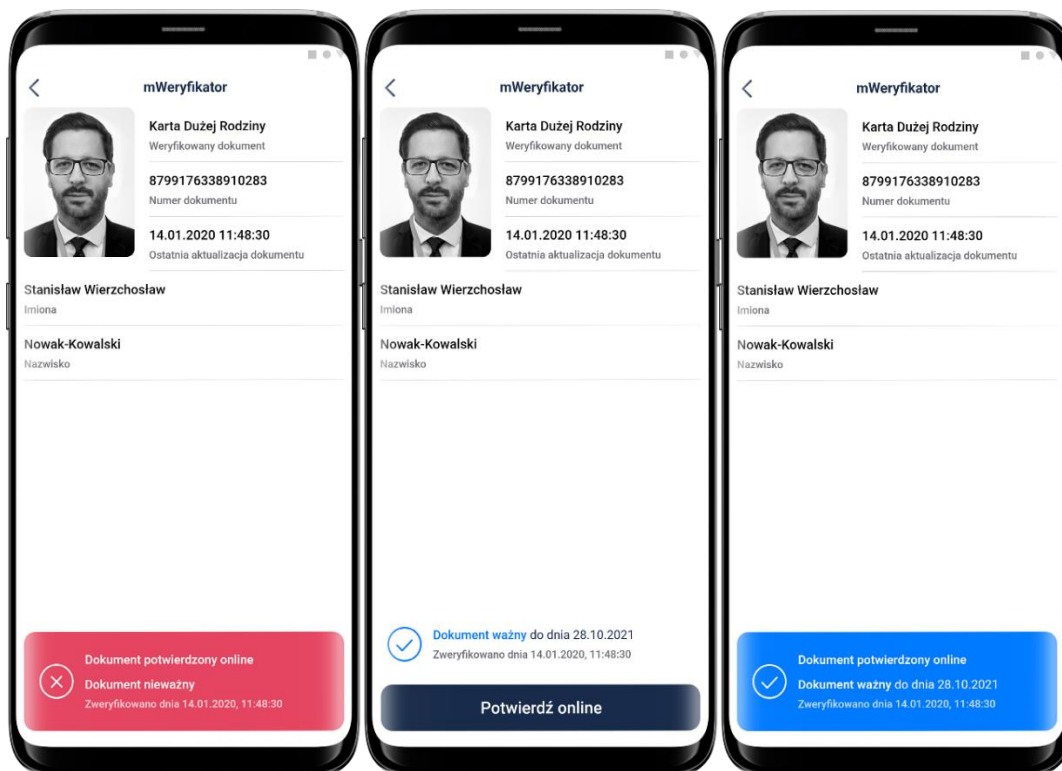 mWeryfikator
Karta Dużej Rodziny
Weryfikowany dokument
8799176338910283
Numer dokumentu
14.01.2020 11:48:30
Ostatnia aktualizacja dokumentu
Stanisław Wierzchosław
Imiona
Nowak-Kowalski
Nazwisko
Dokument potwierdzony online
Dokument nieważny
Zweryfikowano dnia 14.01.2020, 11:48:30
mWeryfikator
Karta Dużej Rodziny
Weryfikowany dokument
8799176338910283
Numer dokumentu
14.01.2020 11:48:30
Ostatnia aktualizacja dokumentu
Stanisław Wierzchosław
Imiona
Nowak-Kowalski
Nazwisko
Dokument ważny do dnia 28.10.2021
Zweryfikowano dnia 14.01.2020, 11:48:30
Potwierdź online
mWeryfikator
Karta Dużej Rodziny
Weryfikowany dokument
8799176338910283
Numer dokumentu
14.01.2020 11:48:30
Ostatnia aktualizacja dokumentu
Stanisław Wierzchosław
Imiona
Nowak-Kowalski
Nazwisko
Dokument potwierdzony online
Dokument ważny do dnia 28.10.2021
Zweryfikowano dnia 14.01.2020, 11:48:30